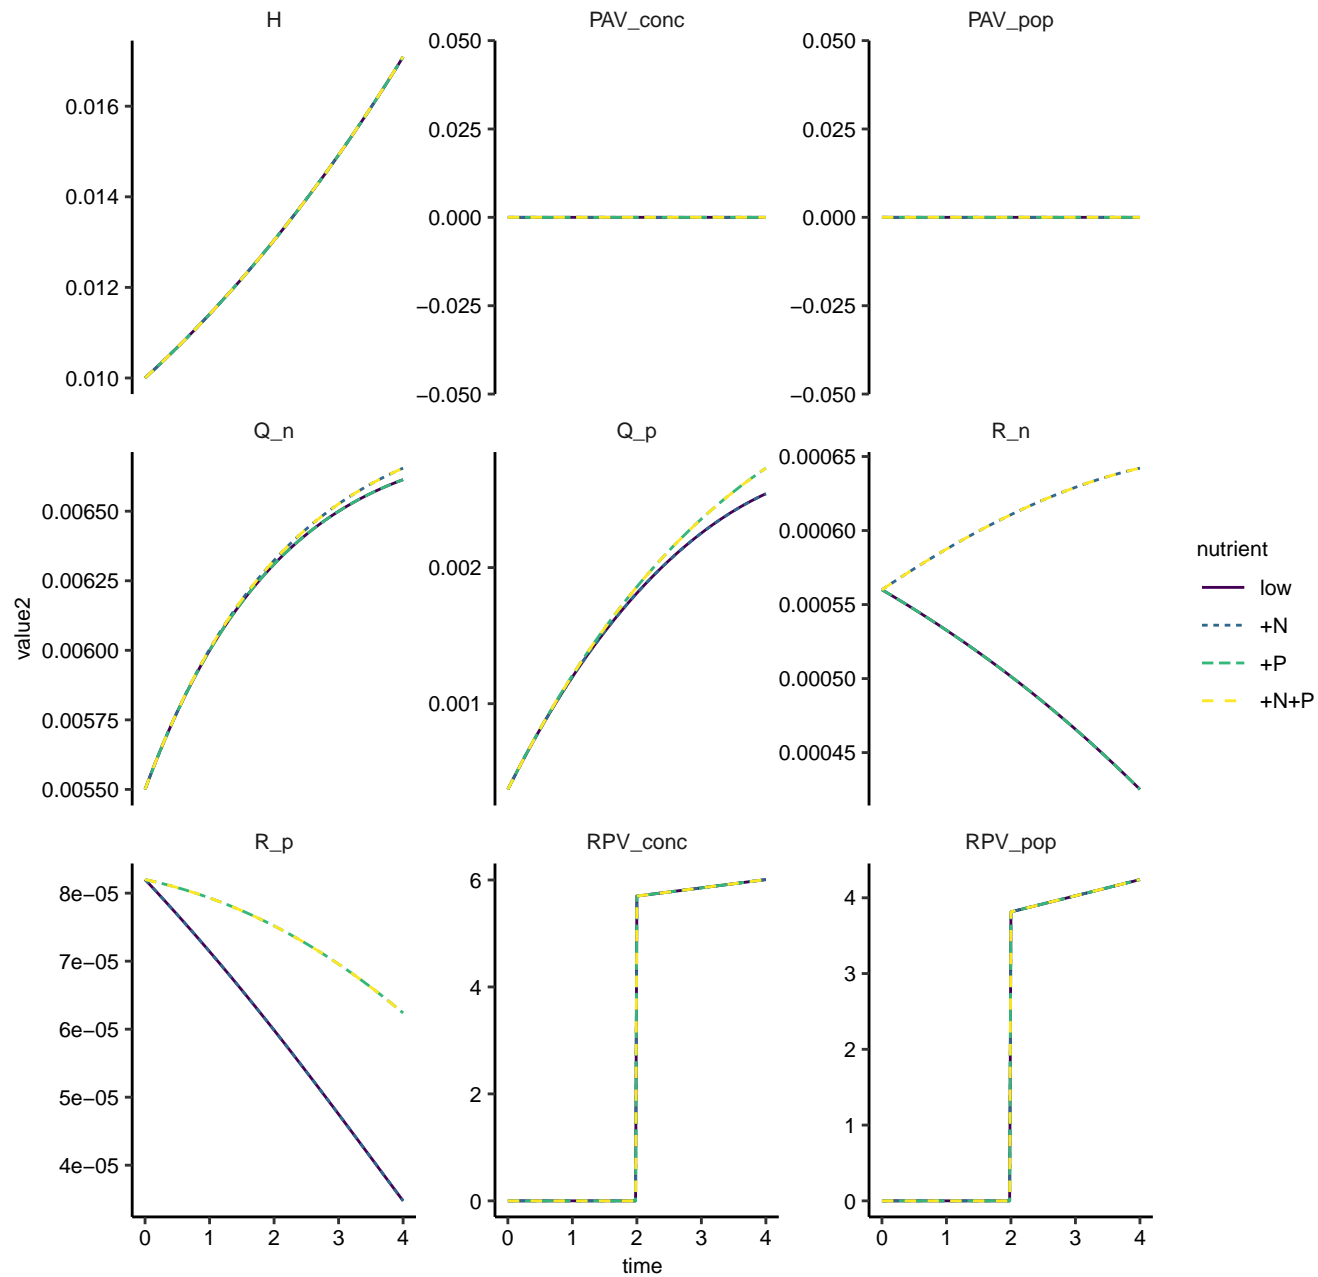 H
PAV_conc
PAV_pop
0.016
0.014
0.012
0.010
0.050
0.025
0.000
−0.025
−0.050
0.050
0.025
0.000
−0.025
−0.050
Q_n
Q_p
R_n
0.00650
0.00625
0.00600
0.00575
0.00550
0.002
0.001
0.00065
0.00060
0.00055
0.00050
0.00045
value2
nutrient
low
+N
+P
+N+P
R_p
RPV_conc
RPV_pop
8e−05
7e−05
6e−05
5e−05
4e−05
6
4
2
0
4
3
2
1
0
0 1 2 3 4
0 1 2 3 4
0 1 2 3 4
time